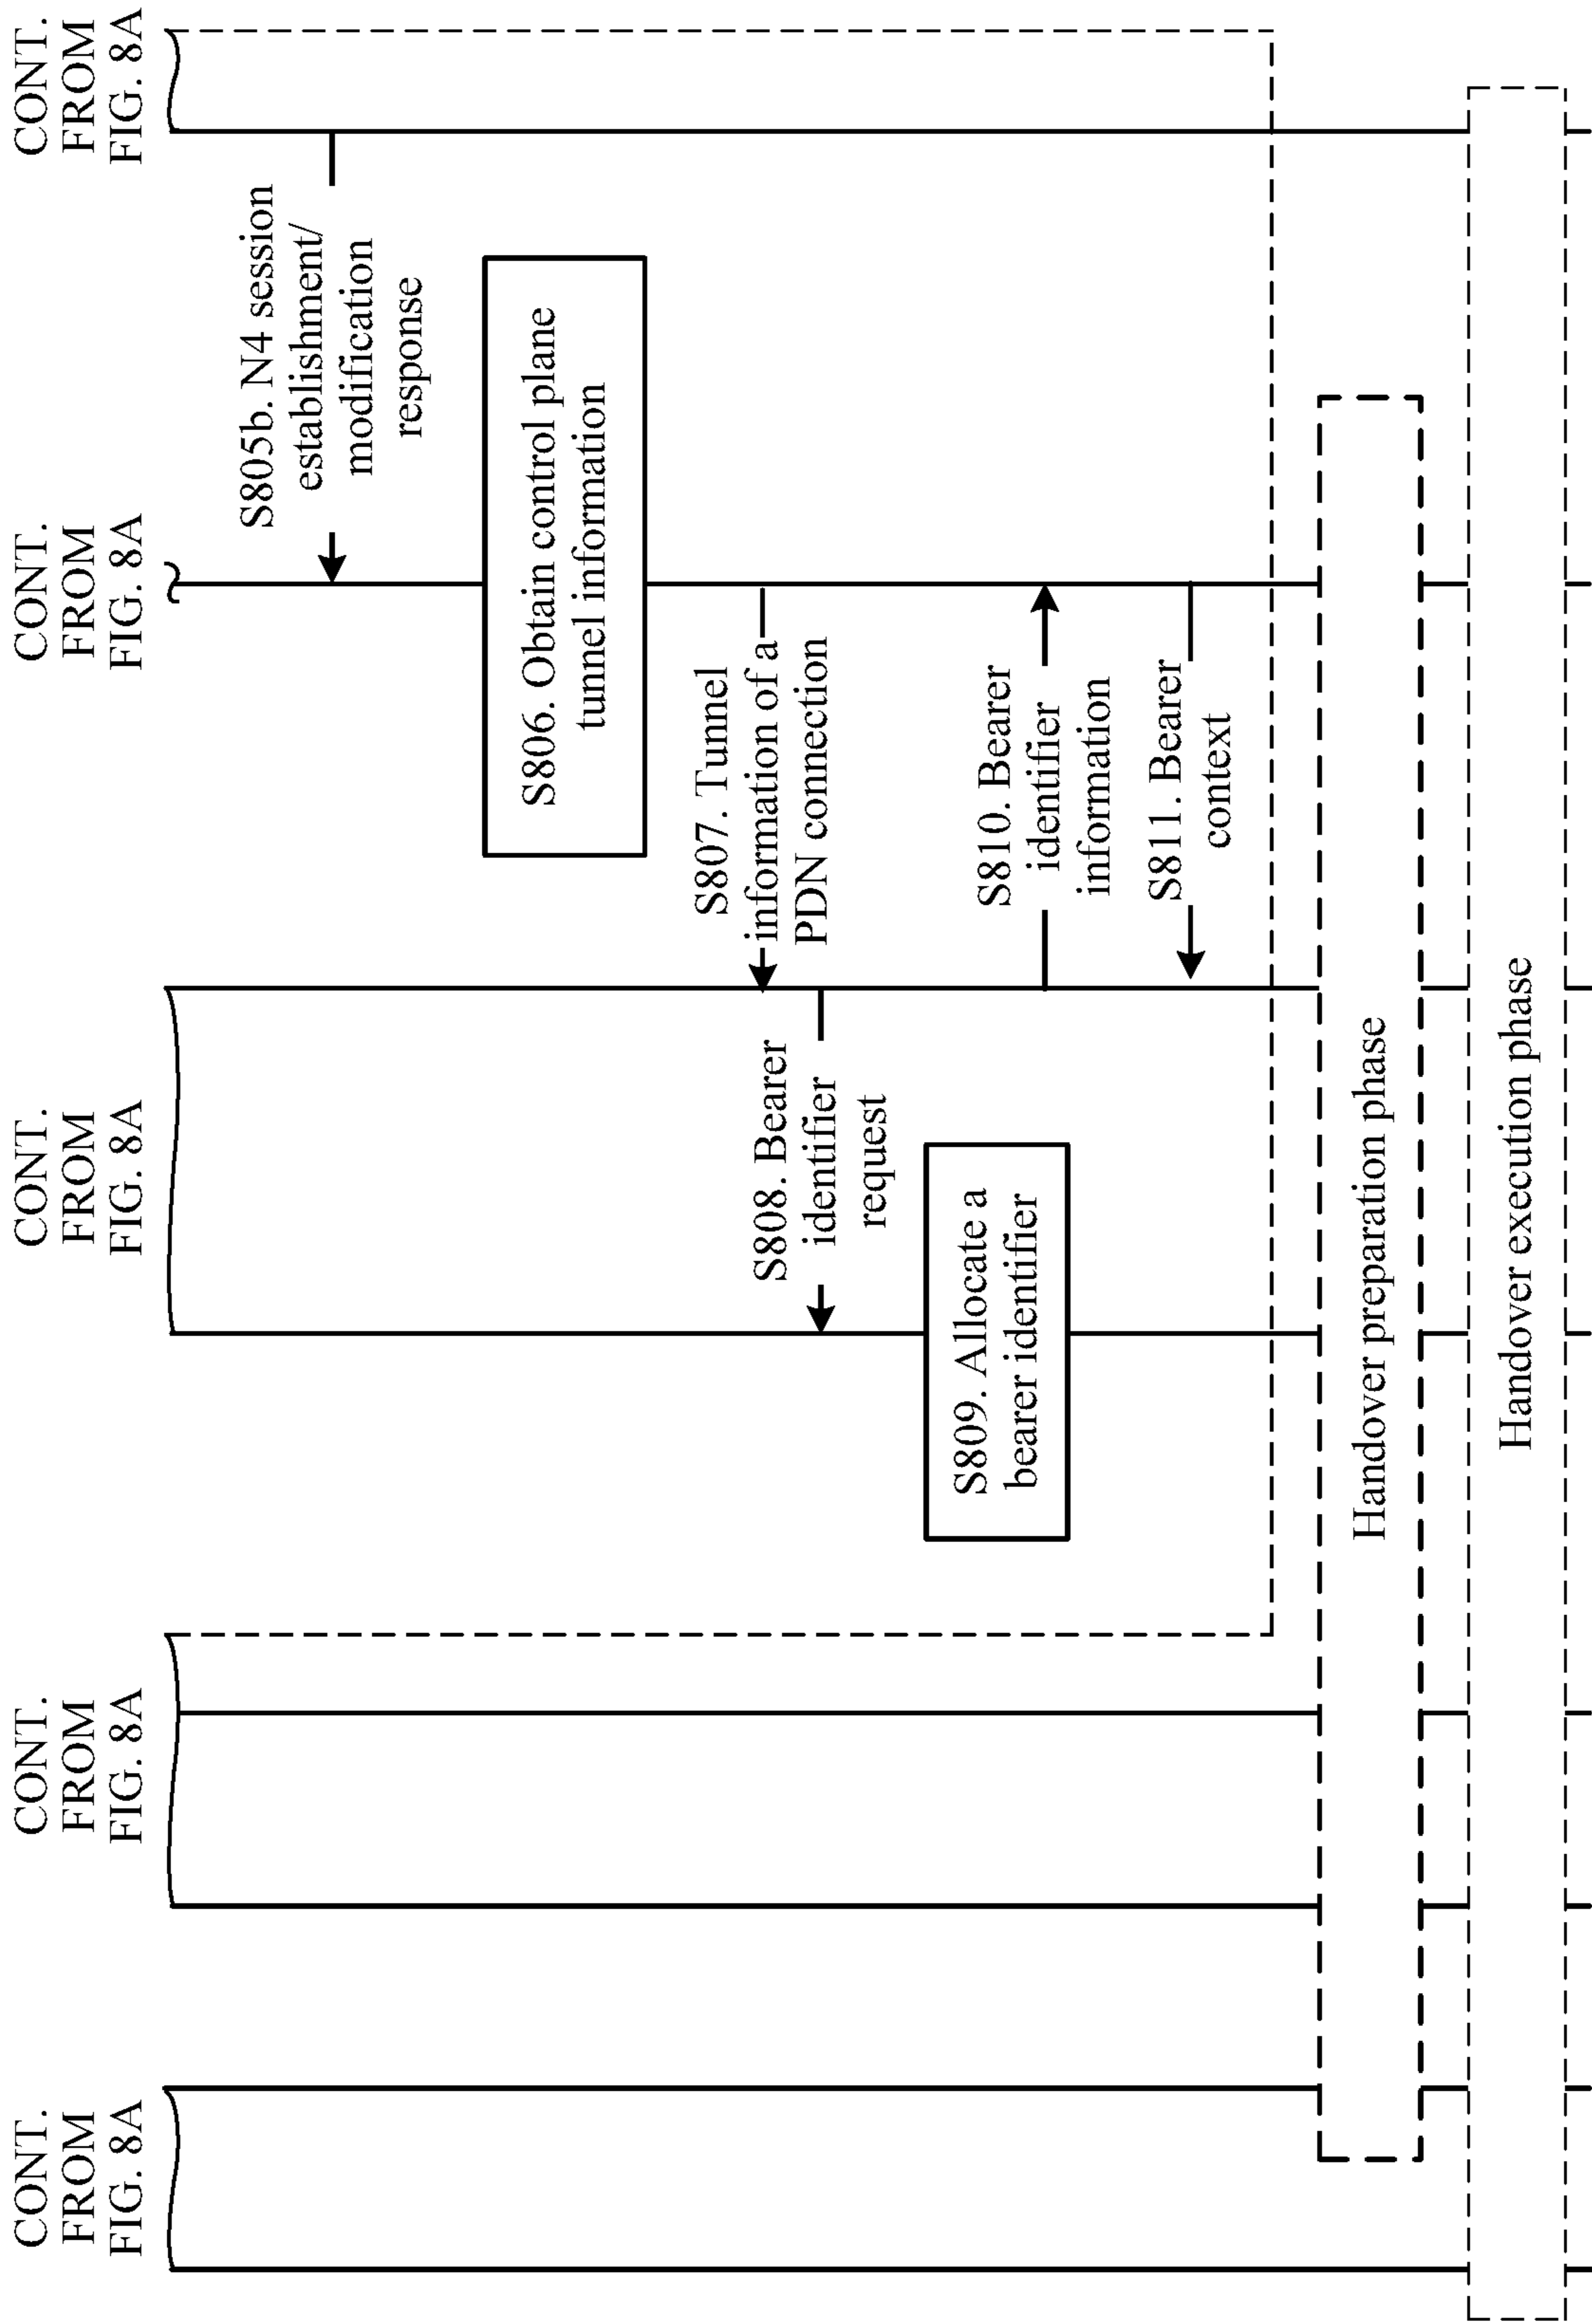 CONT.
FROM
FIG. 8A
CONT.
FROM
FIG. 8A
CONT.
FROM
FIG. 8A
CONT.
FROM
FIG. 8A
CONT.
FROM
FIG. 8A
S805b. N4 session
establishment/
modification
response
S806. Obtain control plane
tunnel information
S807. Tunnel
information of a
PDN connection
S808. Bearer
identifier
request
S809. Allocate a
bearer identifier
S810. Bearer
identifier
information
S811. Bearer
context
Handover preparation phase
Handover execution phase